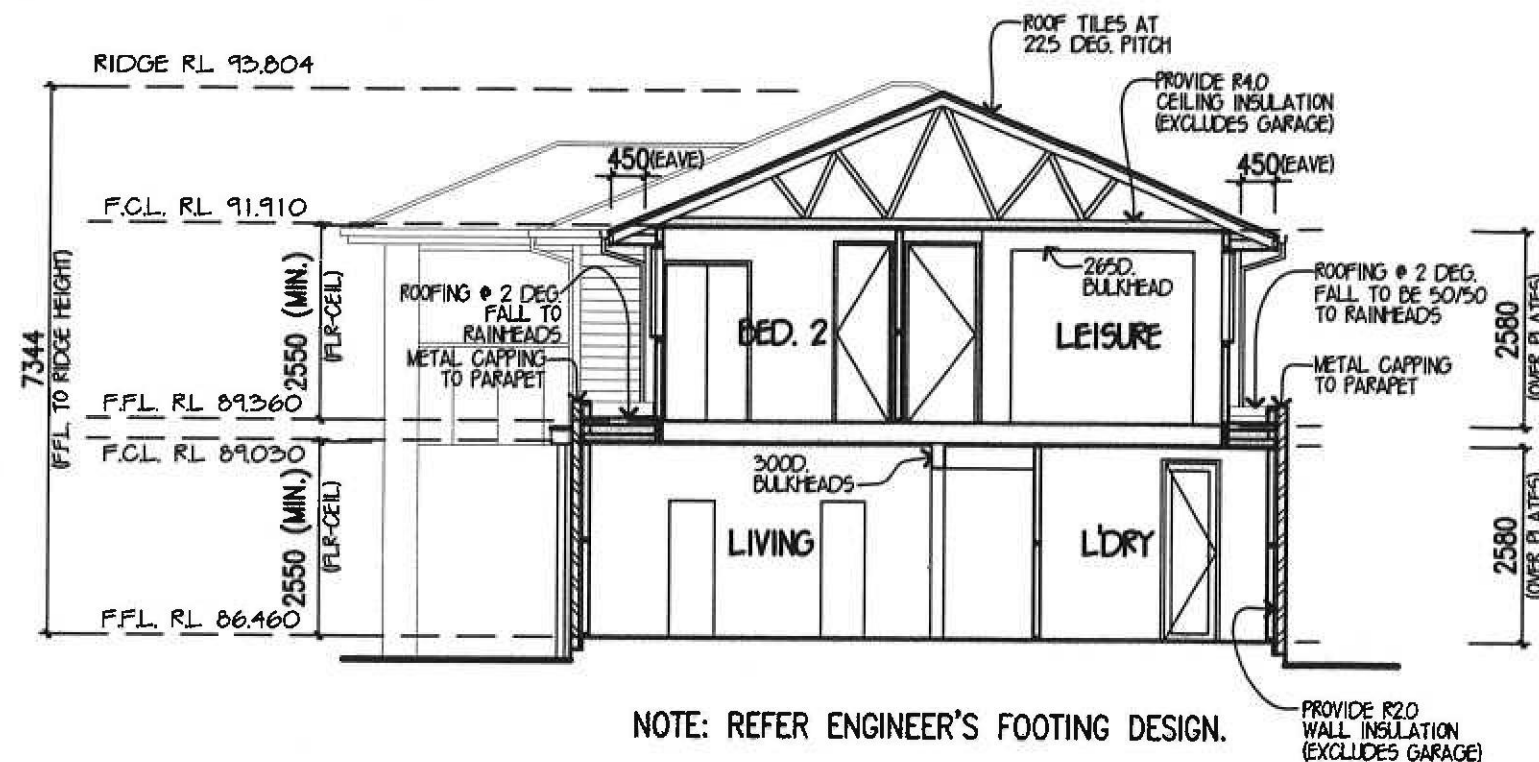 ROOF TILES AT
22.5 DEG. PITCH
RIDGE RL 93.804
PROVIDE R4.0
CEILING INSULATION
(EXCLUDES GARAGE)
450(EAVE)
450(EAVE)
F.C.L. RL 91.910
7344
(F.F.L. TO RIDGE HEIGHT)
2550 (MIN.)
(FLR-CEIL)
ROOFING @ 2 DEG.
FALL TO
RAINHEADS
METAL CAPPING
TO PARAPET
BED. 2
265D.
BULKHEAD
LEISURE
ROOFING @ 2 DEG.
FALL TO BE 50/50
TO RAINHEADS
METAL CAPPING
TO PARAPET
2580
(OVER PLATES)
F.F.L. RL 89.360
F.C.L. RL 89.030
2550 (MIN.)
(FLR-CEIL)
300D.
BULKHEADS
LIVING
L'DRY
2580
(OVER PLATES)
F.F.L. RL 86.460
NOTE: REFER ENGINEER'S FOOTING DESIGN.
PROVIDE R2.0
WALL INSULATION
(EXCLUDES GARAGE)